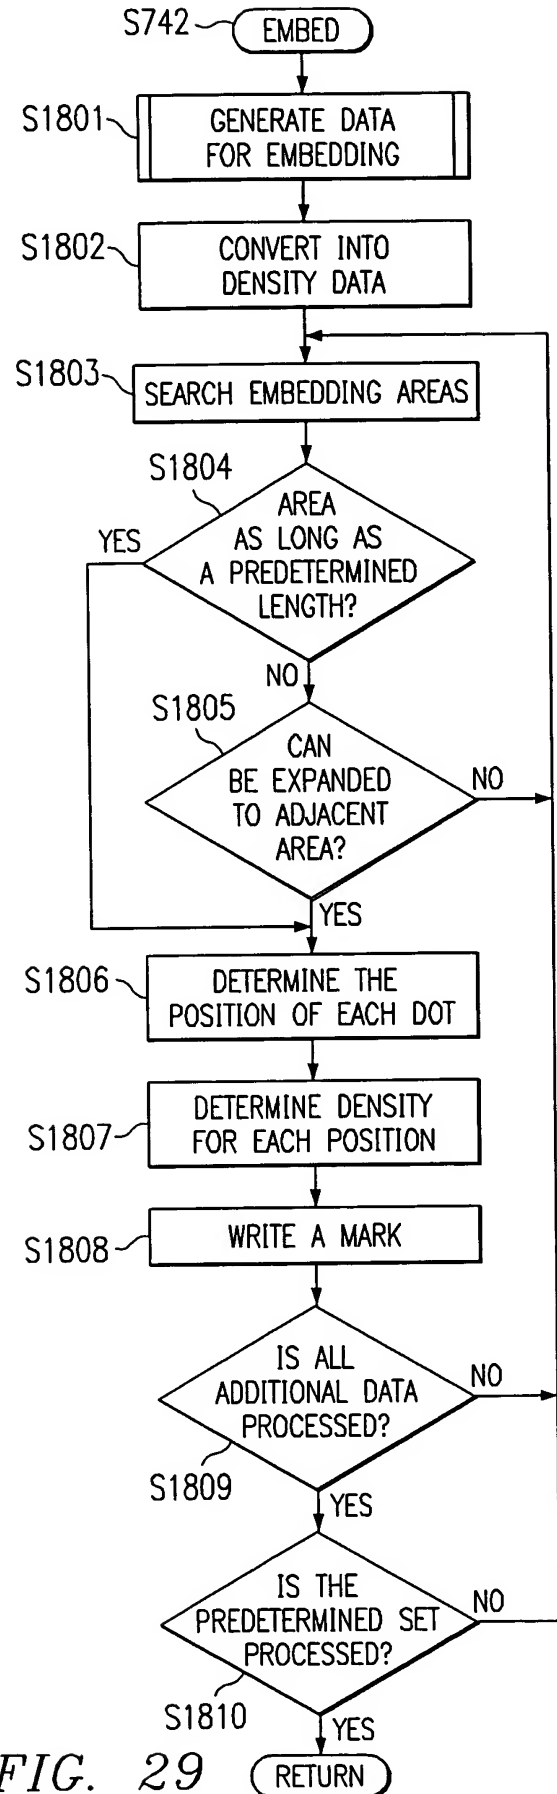 S742
EMBED
S1801
GENERATE DATA
FOR EMBEDDING
S1802
CONVERT INTO
DENSITY DATA
S1803
SEARCH EMBEDDING AREAS
S1804
AREA
AS LONG AS
A PREDETERMINED
LENGTH?
YES
NO
S1805
CAN
BE EXPANDED
TO ADJACENT
AREA?
NO
YES
S1806
DETERMINE THE
POSITION OF EACH DOT
S1807
DETERMINE DENSITY
FOR EACH POSITION
S1808
WRITE A MARK
IS ALL
ADDITIONAL DATA
PROCESSED?
NO
S1809
YES
IS THE
PREDETERMINED SET
PROCESSED?
NO
S1810
YES
FIG. 29
RETURN